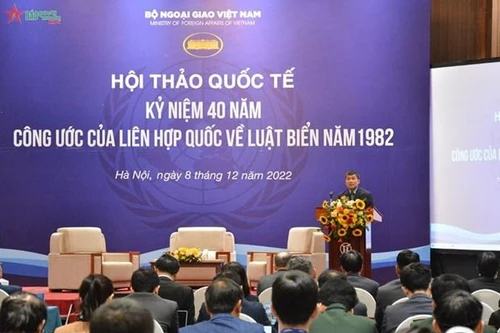 BỘ NGOẠI GIAO VIỆT NAM
MINISTRY OF FOREIGN AFFAIRS OF VIETNAM
HỘI THẢO QUỐC TẾ
KỶ NIỆM 40 NĂM
CÔNG ƯỚC CỦA LIÊN HỢP QUỐC VỀ LUẬT BIỂN NĂM 1982
Hà Nội, ngày 8 tháng 12 năm 2022
CÔNG ƯỚC CỦA